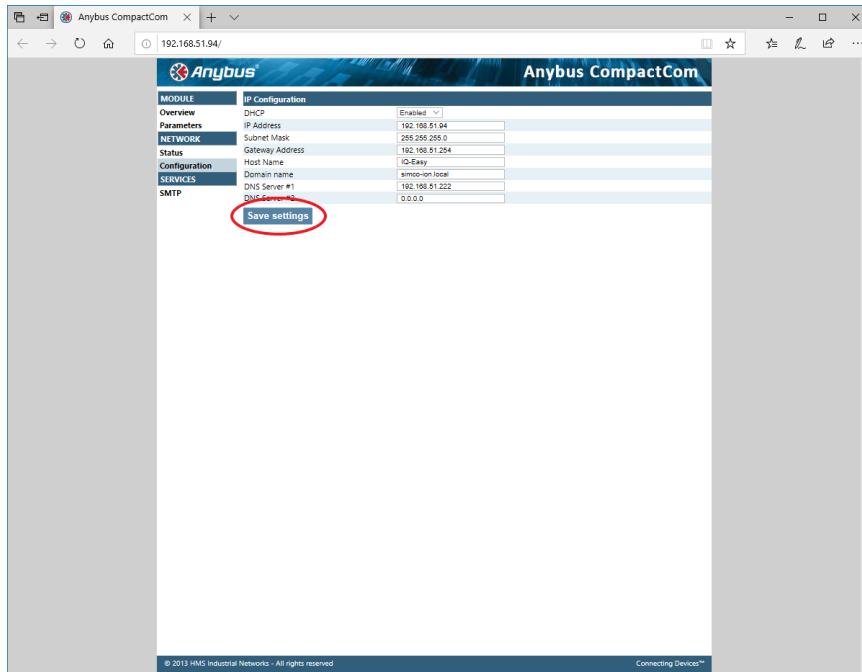 Anybus CompactCom
192.168.51.94/
Anybus
Anybus CompactCom
MODULE
Overview
Parameters
NETWORK
Status
Configuration
SERVICES
SMTP
IP Configuration
DHCP Enabled
IP Address 192.168.51.94
Subnet Mask 255.255.255.0
Gateway Address 192.168.51.254
Host Name IQ-Easy
Domain name simco-ion.local
DNS Server #1 192.168.51.222
DNS Server #2 0.0.0.0
Save settings
© 2013 HMS Industrial Networks - All rights reserved
Connecting Devices™